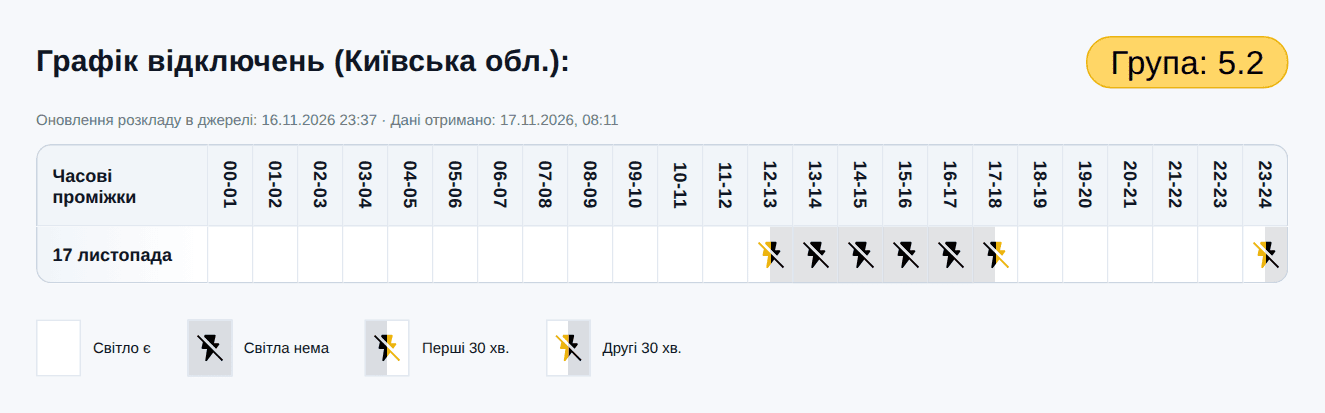 Графік відключень (Київська обл.):
Група: 5.2
Оновлення розкладу в джерелі: 16.11.2026 23:37 · Дані отримано: 17.11.2026, 08:11
Часові
проміжки
00-01
01-02
02-03
03-04
04-05
05-06
06-07
07-08
08-09
09-10
10-11
11-12
12-13
13-14
14-15
15-16
16-17
17-18
18-19
19-20
20-21
21-22
22-23
23-24
17 листопада
Світло є
Світла нема
Перші 30 хв.
Другі 30 хв.